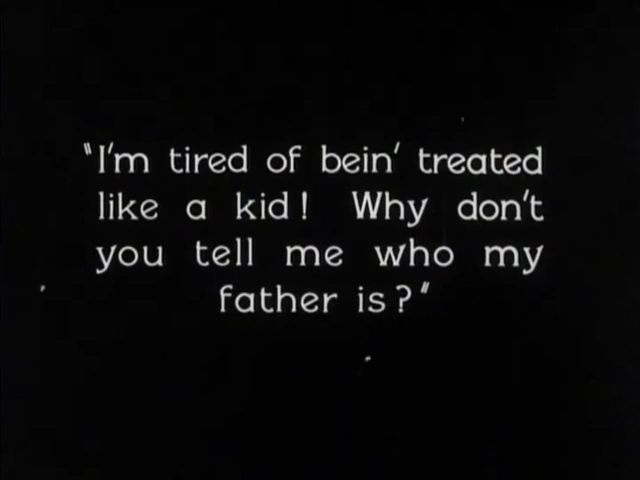 "I'm tired of bein' treated
like a kid! Why don't
you tell me who my
father is?"